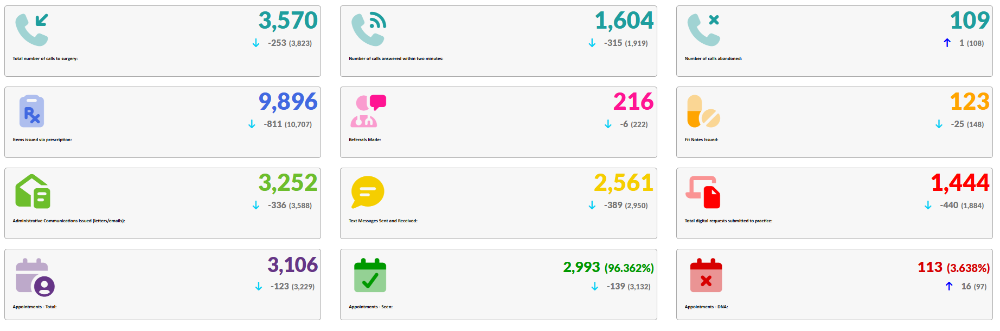 3,570
-253 (3,823)
Total number of calls to surgery:
1,604
-315 (1,919)
Number of calls answered within two minutes:
109
1 (108)
Number of calls abandoned:
Rx
9,896
-811 (10,707)
Items issued via prescription:
216
-6 (222)
Referrals Made:
123
-25 (148)
Fit Notes Issued:
3,252
-336 (3,588)
Administrative Communications Issued (letters/emails):
2,561
-389 (2,950)
Text Messages Sent and Received:
1,444
-440 (1,884)
Total digital requests submitted to practice:
3,106
-123 (3,229)
Appointments - Total:
2,993 (96.362%)
-139 (3,132)
Appointments - Seen:
113 (3.638%)
16 (97)
Appointments - DNA: